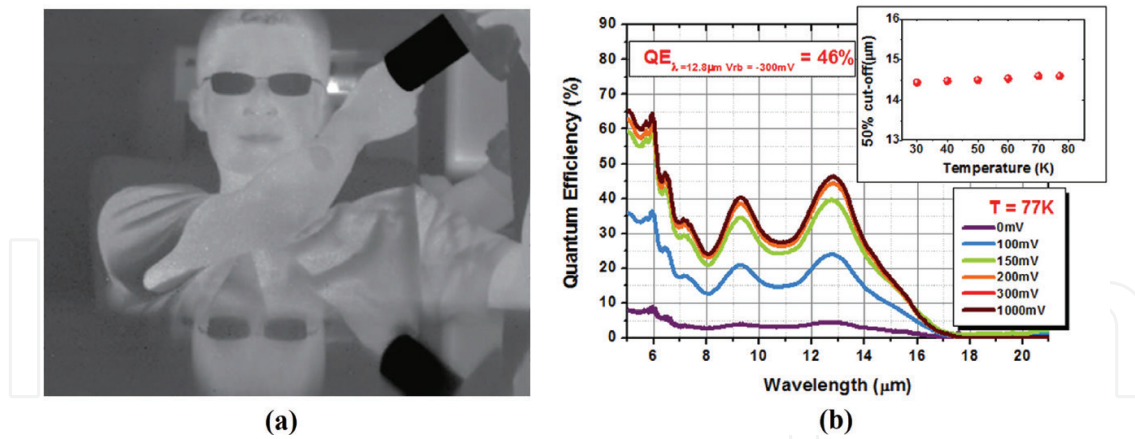 QE λ=12.8μm Vrb = -300mV = 46%
Quantum Efficiency (%)
90
80
70
60
50
40
30
20
10
0
6 8 10 12 14 16 18 20
Wavelength (μm)
50% cut-off(μm)
16
15
14
13
30 40 50 60 70 80
Temperature (K)
T = 77K
0mV
100mV
150mV
200mV
300mV
1000mV
(a) (b)